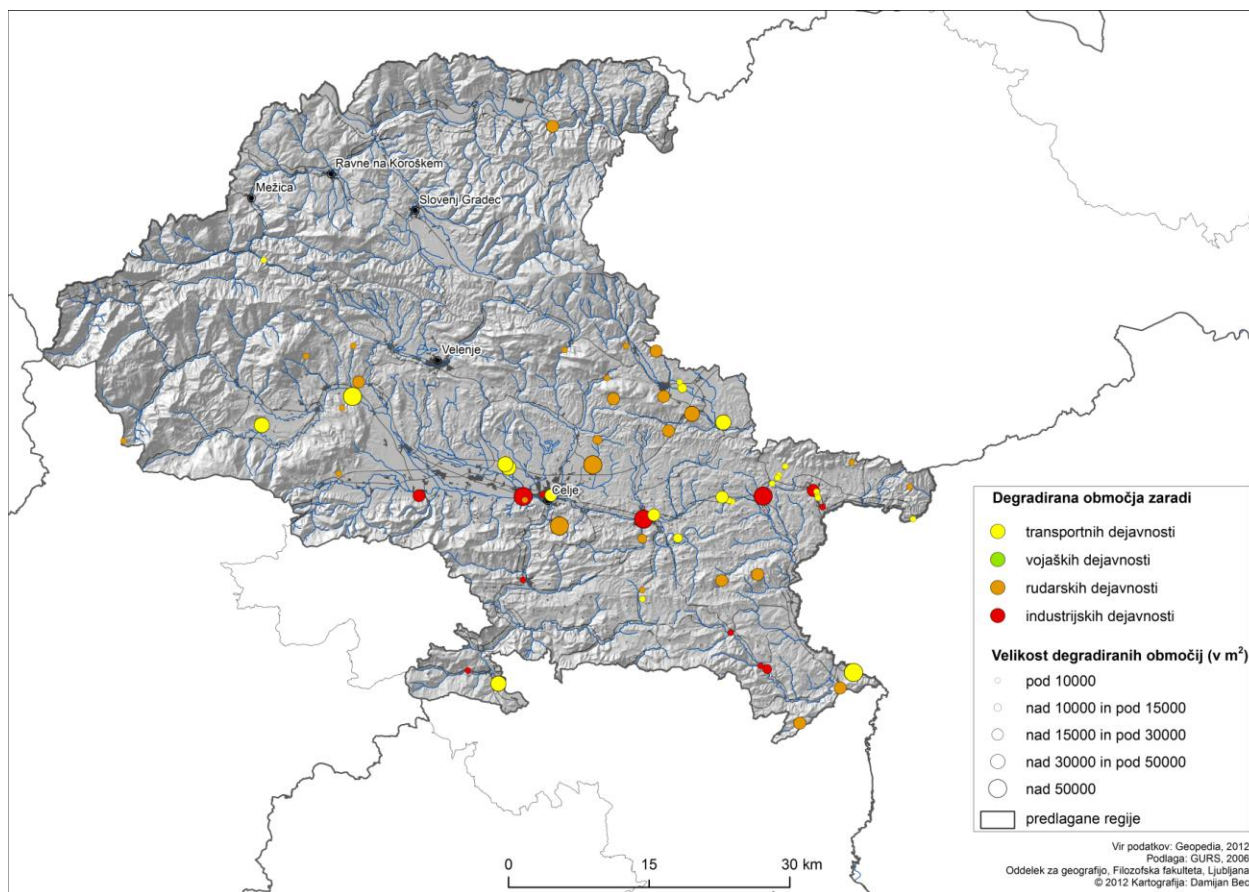 Ravne na Koroškem
Mežica
Slovenj Gradec
Velenje
Celje
Degradirana območja zaradi
transportnih dejavnosti
vojaških dejavnosti
rudarskih dejavnosti
industrijskih dejavnosti
Velikost degradiranih območij (v m²)
pod 10000
nad 10000 in pod 15000
nad 15000 in pod 30000
nad 30000 in pod 50000
nad 50000
predlagane regije
0 15 30 km
Vir podatkov: Geopedia, 2012
Podlaga: GURS, 2006
Oddelek za geografijo, Filozofska fakulteta, Ljubljana
© 2012 Kartografija: Damijan Bec